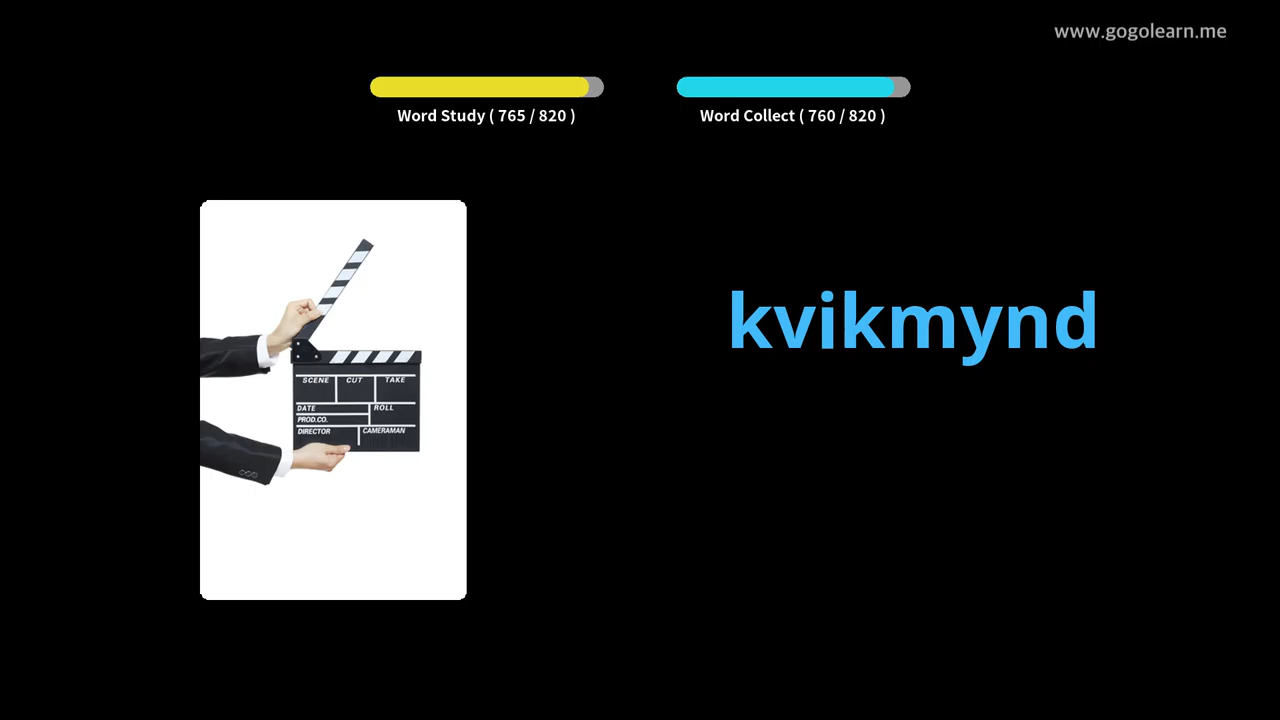 www.gogolearn.me
Word Study ( 765 / 820 )
Word Collect ( 760 / 820 )
kvikmynd
SCENE CUT TAKE
DATE ROLL
PROD.CO.
DIRECTOR CAMERAMAN